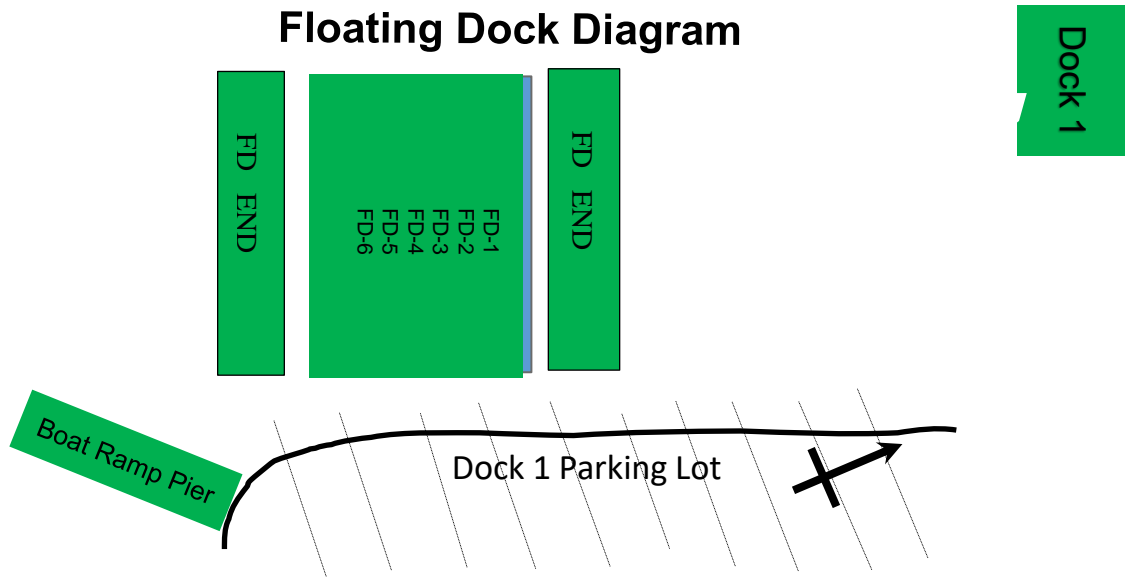 Floating Dock Diagram
Dock 1
FD END
FD-1
FD-2
FD-3
FD-4
FD-5
FD-6
FD END
Boat Ramp Pier
Dock 1 Parking Lot